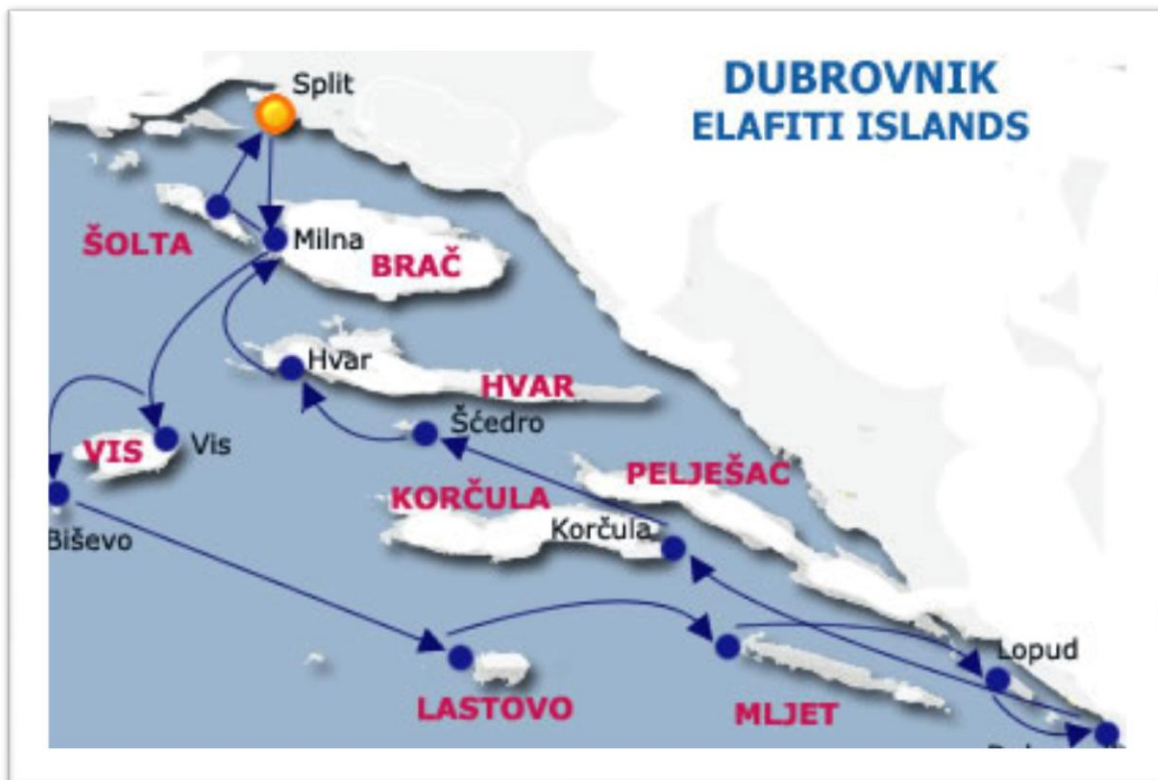 DUBROVNIK
ELAFITI ISLANDS
Split
ŠOLTA
Milna
BRAČ
Hvar
HVAR
Šćedro
VIS
Vis
PELJEŠAC
KORČULA
Korčula
Biševo
Lopud
LASTOVO
MLJET